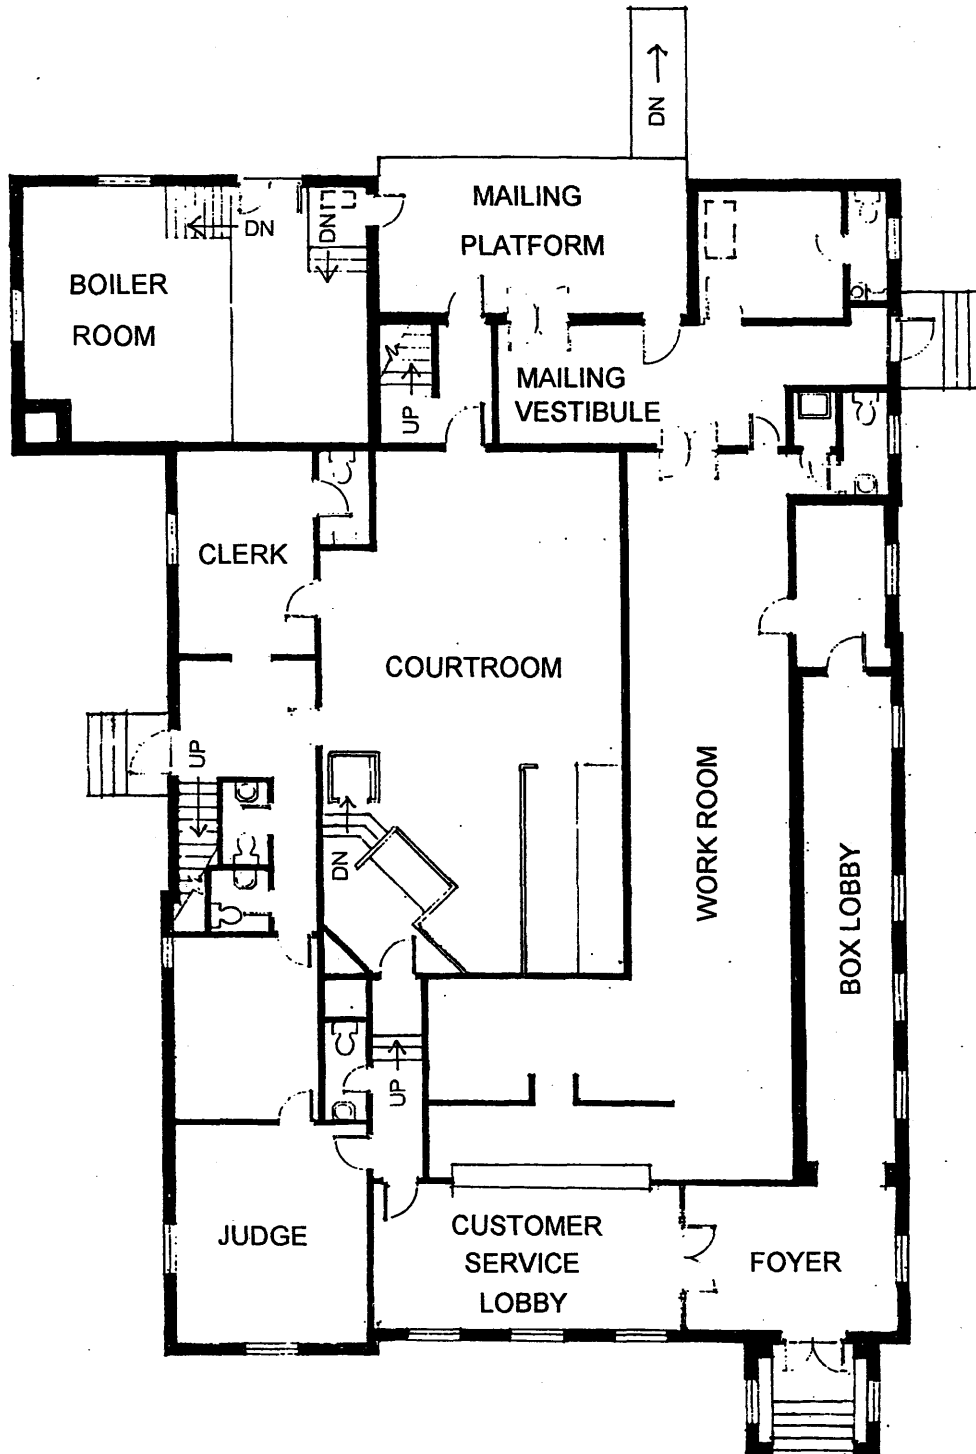 DN
MAILING
PLATFORM
DN
DN
BOILER
ROOM
MAILING
VESTIBULE
UP
CLERK
COURTROOM
UP
WORK ROOM
DN
BOX LOBBY
UP
JUDGE
CUSTOMER
SERVICE
LOBBY
FOYER